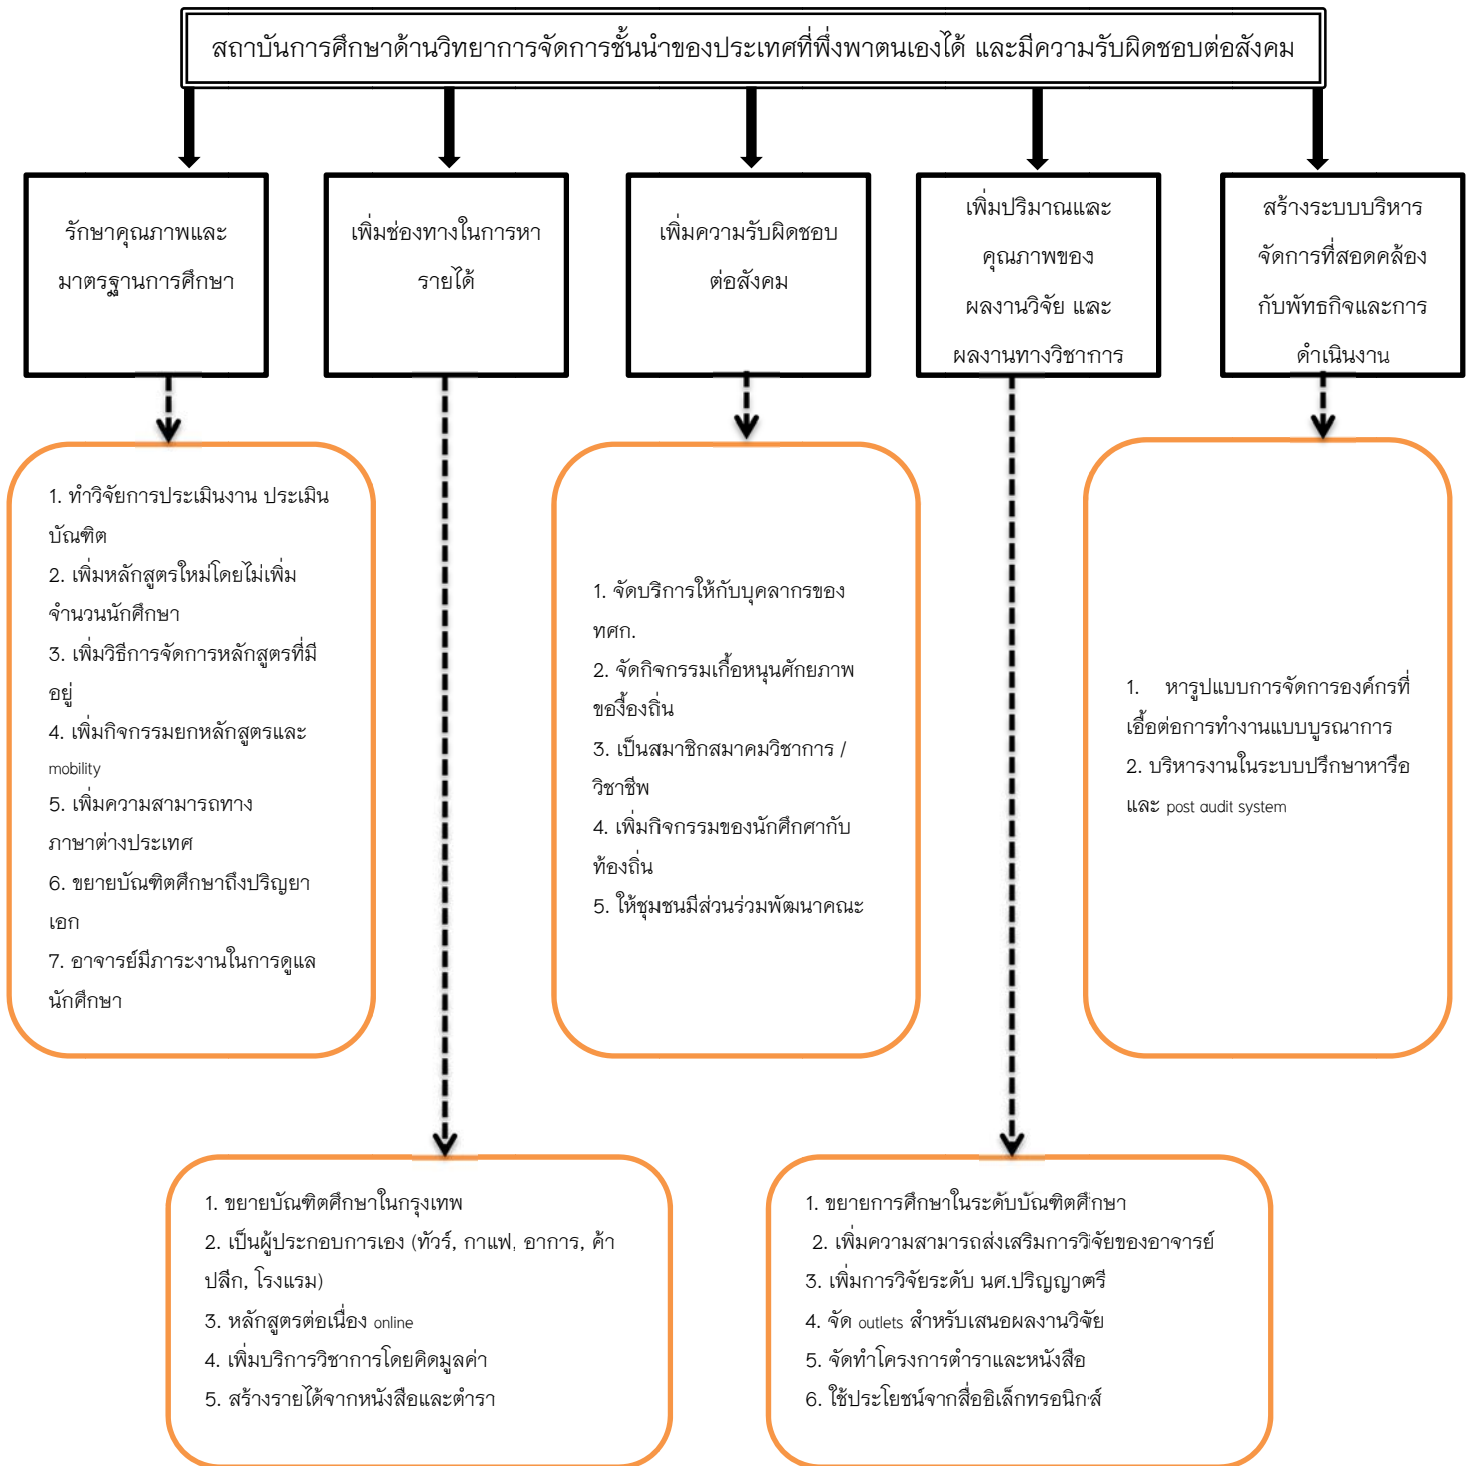 สถาบันการศึกษาด้านวิทยาการจัดการชั้นนำของประเทศที่พึ่งพาตนเองได้ และมีความรับผิดชอบต่อสังคม
รักษาคุณภาพและ
มาตรฐานการศึกษา
เพิ่มช่องทางในการหา
รายได้
เพิ่มความรับผิดชอบ
ต่อสังคม
เพิ่มปริมาณและ
คุณภาพของ
ผลงานวิจัย และ
ผลงานทางวิชาการ
สร้างระบบบริหาร
จัดการที่สอดคล้อง
กับพัทธกิจและการ
ดำเนินงาน
1. ทำวิจัยการประเมินงาน ประเมิน
บัณฑิต
2. เพิ่มหลักสูตรใหม่โดยไม่เพิ่ม
จำนวนนักศึกษา
3. เพิ่มวิธีการจัดการหลักสูตรที่มี
อยู่
4. เพิ่มกิจกรรมยกหลักสูตรและ
mobility
5. เพิ่มความสามารถทาง
ภาษาต่างประเทศ
6. ขยายบัณฑิตศึกษาถึงปริญยา
เอก
7. อาจารย์มีภาระงานในการดูแล
นักศึกษา
1. จัดบริการให้กับบุคลากรของ
ทศก.
2. จัดกิจกรรมเกื้อหนุนศักยภาพ
ของื้องถิ่น
3. เป็นสมาชิกสมาคมวิชาการ /
วิชาชีพ
4. เพิ่มกิจกรรมของนักศึกศากับ
ท้องถิ่น
5. ให้ชุมชนมีส่วนร่วมพัฒนาคณะ
1. หารูปแบบการจัดการองค์กรที่
เอื้อต่อการทำงานแบบบูรณาการ
2. บริหารงานในระบบปรึกษาหารือ
และ post audit system
1. ขยายบัณฑิตศึกษาในกรุงเทพ
2. เป็นผู้ประกอบการเอง (ทัวร์, กาแฟ, อาการ, ค้า
ปลีก, โรงแรม)
3. หลักสูตรต่อเนื่อง online
4. เพิ่มบริการวิชาการโดยคิดมูลค่า
5. สร้างรายได้จากหนังสือและตำรา
1. ขยายการศึกษาในระดับบัณฑิตศึกษา
2. เพิ่มความสามารถส่งเสริมการวิจัยของอาจารย์
3. เพิ่มการวิจัยระดับ นศ.ปริญญาตรี
4. จัด outlets สำหรับเสนอผลงานวิจัย
5. จัดทำโครงการตำราและหนังสือ
6. ใช้ประโยชน์จากสื่ออิเล็กทรอนิกส์